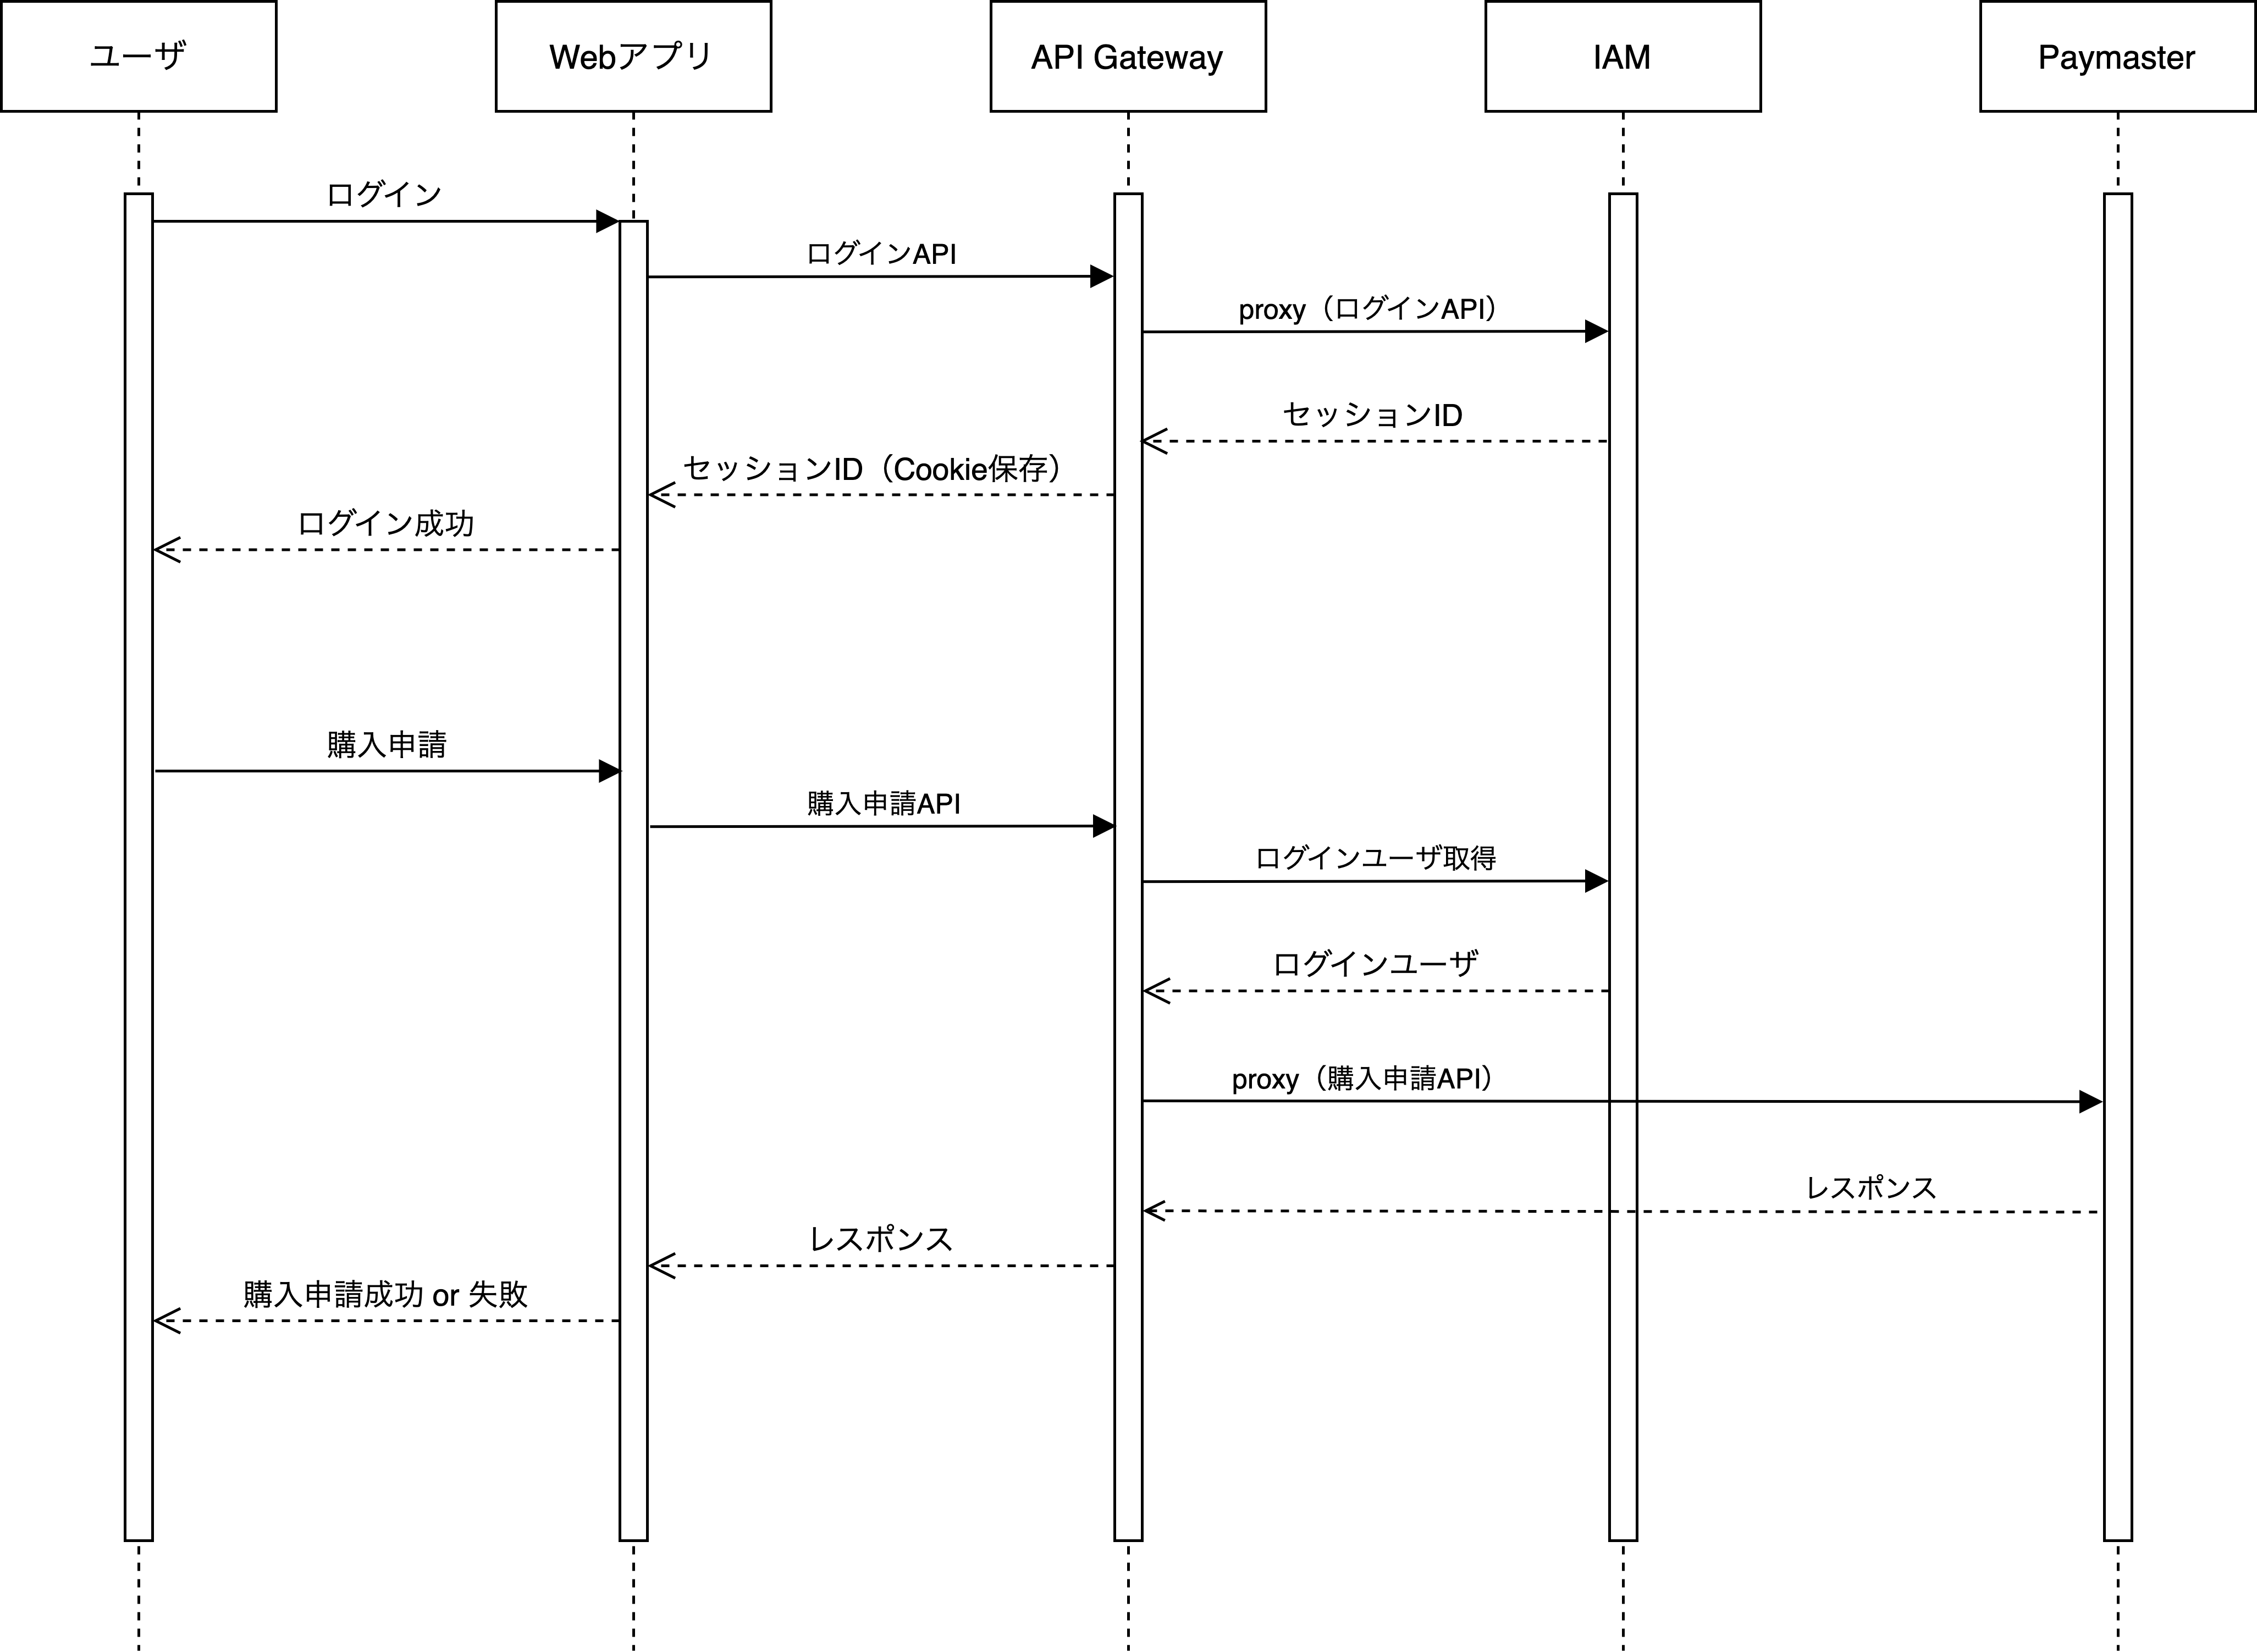 ユーザ
Webアプリ
API Gateway
IAM
Paymaster
ログイン
ログインAPI
proxy（ログインAPI）
セッションID
セッションID（Cookie保存）
ログイン成功
購入申請
購入申請API
ログインユーザ取得
ログインユーザ
proxy（購入申請API）
レスポンス
レスポンス
購入申請成功 or 失敗